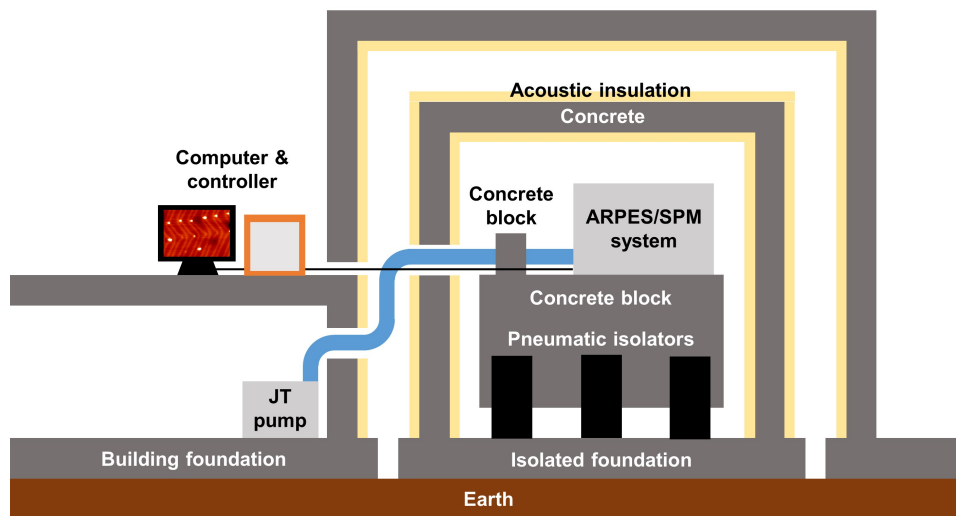 Acoustic insulation
Concrete
Computer &
controller
Concrete
block
ARPES/SPM
system
Concrete block
Pneumatic isolators
JT
pump
Building foundation
Isolated foundation
Earth